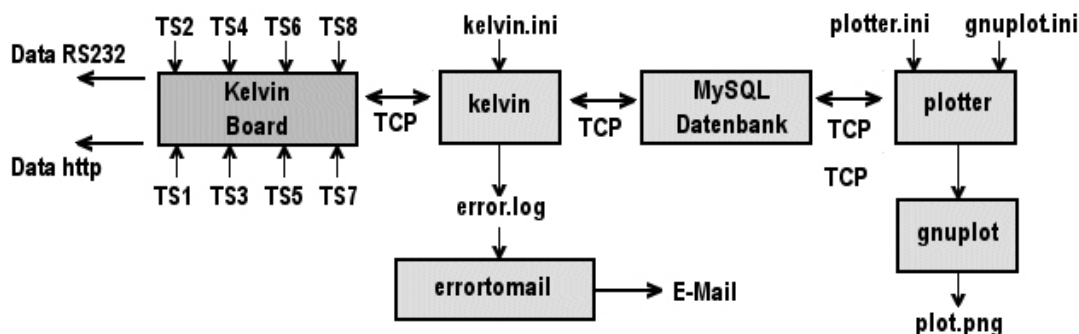 TS2 TS4 TS6 TS8
kelvin.ini
plotter.ini gnuplot.ini
Data RS232
Kelvin
Board
TCP
kelvin
TCP
MySQL
Datenbank
TCP
plotter
Data http
TS1 TS3 TS5 TS7
TCP
error.log
gnuplot
errortomail
E-Mail
plot.png